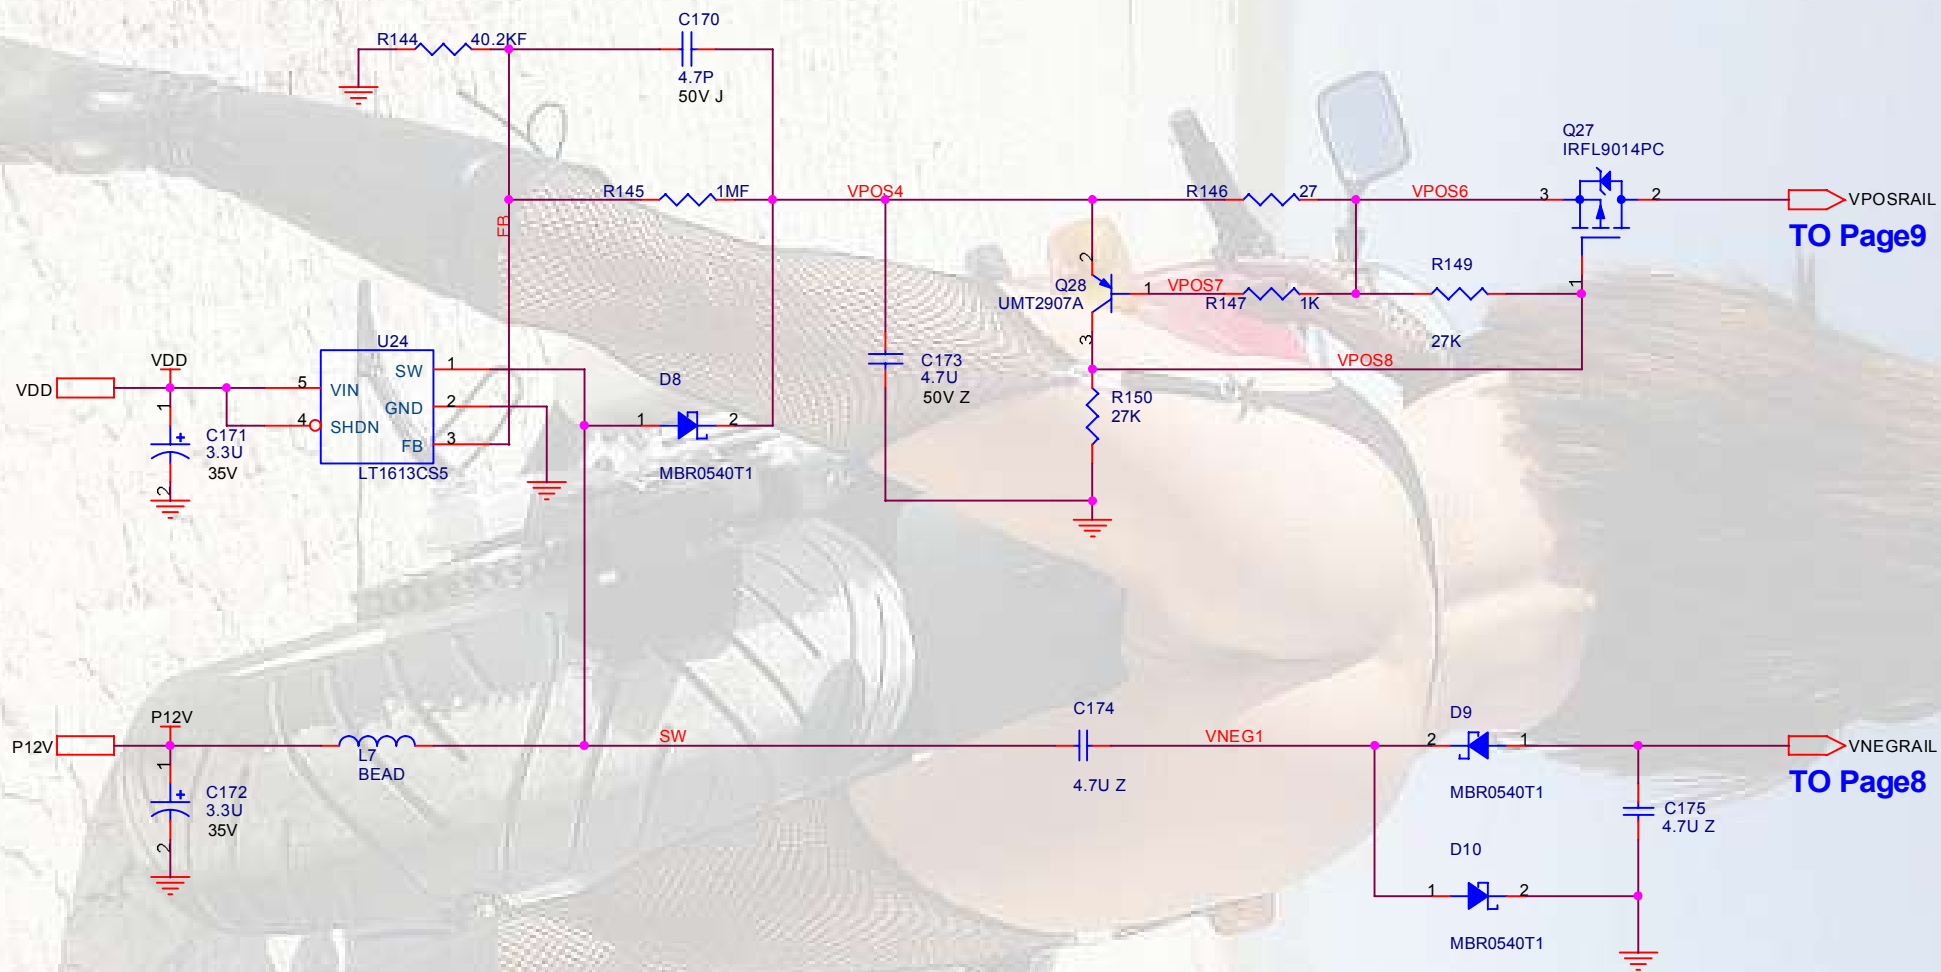 C170
R144 40.2KF
4.7P
50V J
Q27
IRFL9014PC
R145 1MF
VPOS4
R146 27
VPOS6
3
2
VPOSRAIL
TO Page9
FB
2
Q28
UMT2907A
1
VPOS7
R147 1K
R149
27K
1
3
VPOS8
U24
VDD
VDD
5
VIN
SW
1
GND
2
4
SHDN
FB
3
LT1613CS5
1
C171
3.3U
35V
2
D8
1
2
MBR0540T1
C173
4.7U
50V Z
R150
27K
P12V
P12V
1
L7
BEAD
SW
C174
4.7U Z
VNEG1
D9
2
1
MBR0540T1
VNEGRAIL
TO Page8
C172
3.3U
35V
2
C175
4.7U Z
D10
1
2
MBR0540T1